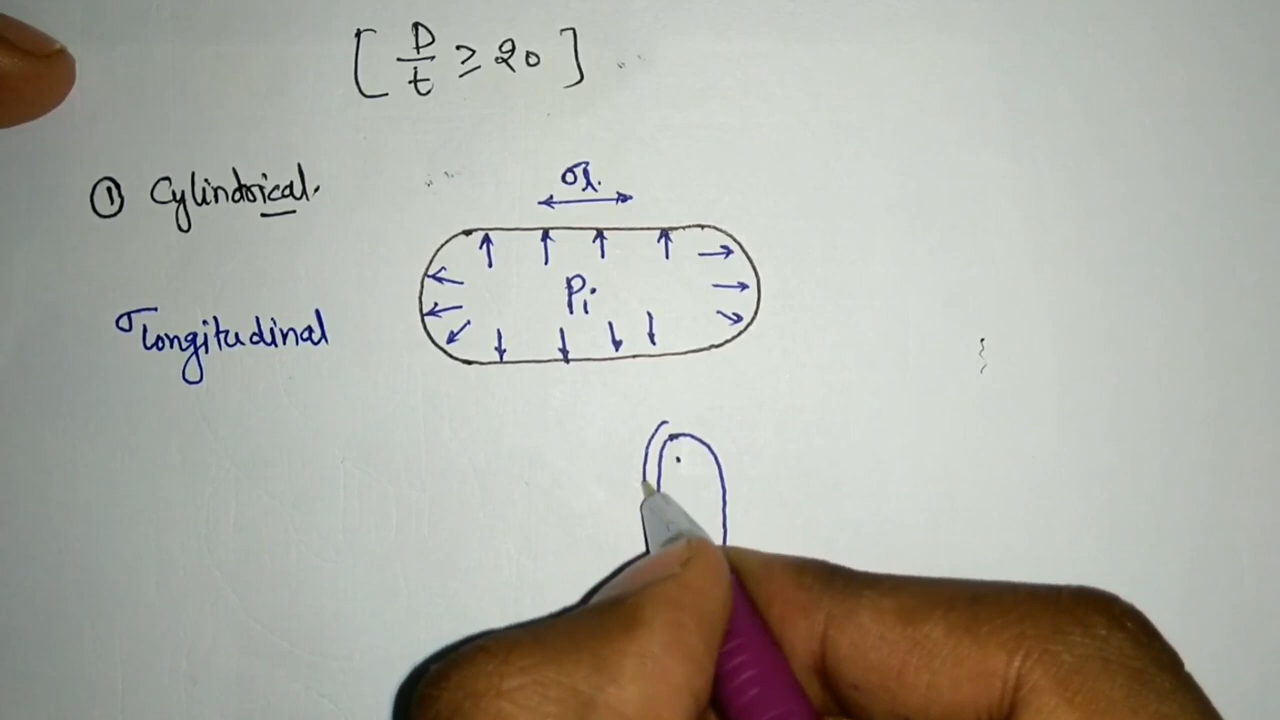 [ D/t ≥ 20 ]
① Cylindrical.
σl.
Pi
σLongitudinal